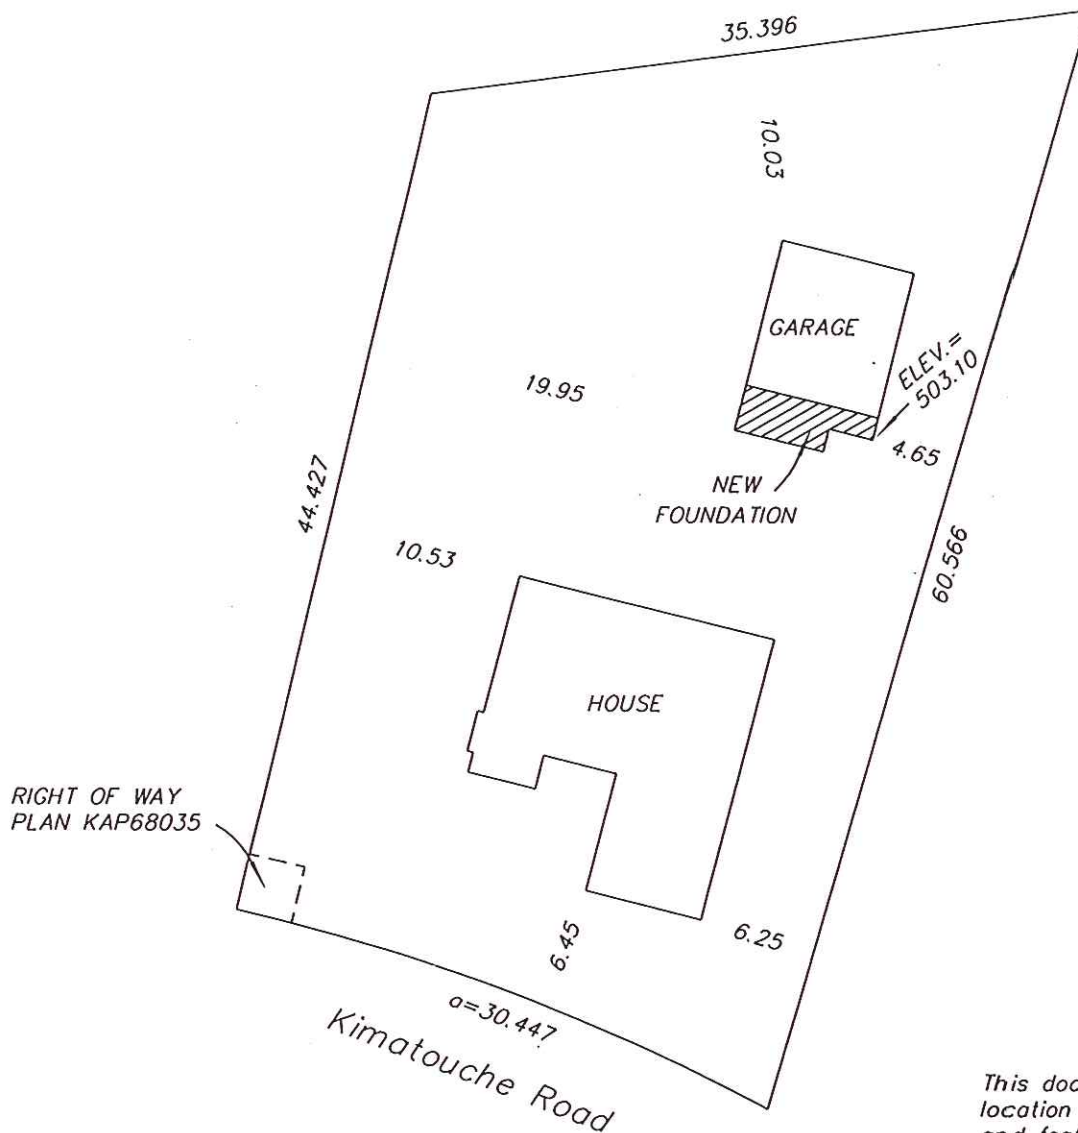 35.396
10.03
GARAGE
ELEV.=
503.10
19.95
4.65
NEW
FOUNDATION
44.427
10.53
60.566
HOUSE
RIGHT OF WAY
PLAN KAP68035
6.45
6.25
a=30.447
Kimatouche Road
This doc
location